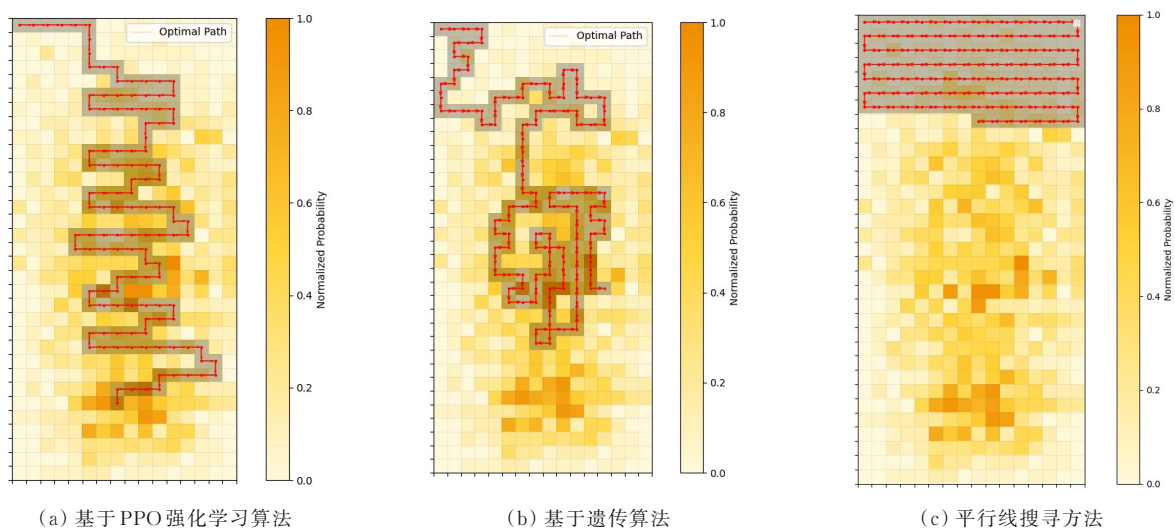 Optimal Path
1.0
0.8
0.6
0.4
0.2
0.0
Normalized Probability
(a) 基于PPO强化学习算法
Optimal Path
1.0
0.8
0.6
0.4
0.2
0.0
Normalized Probability
(b) 基于遗传算法
1.0
0.8
0.6
0.4
0.2
0.0
Normalized Probability
(c) 平行线搜寻方法